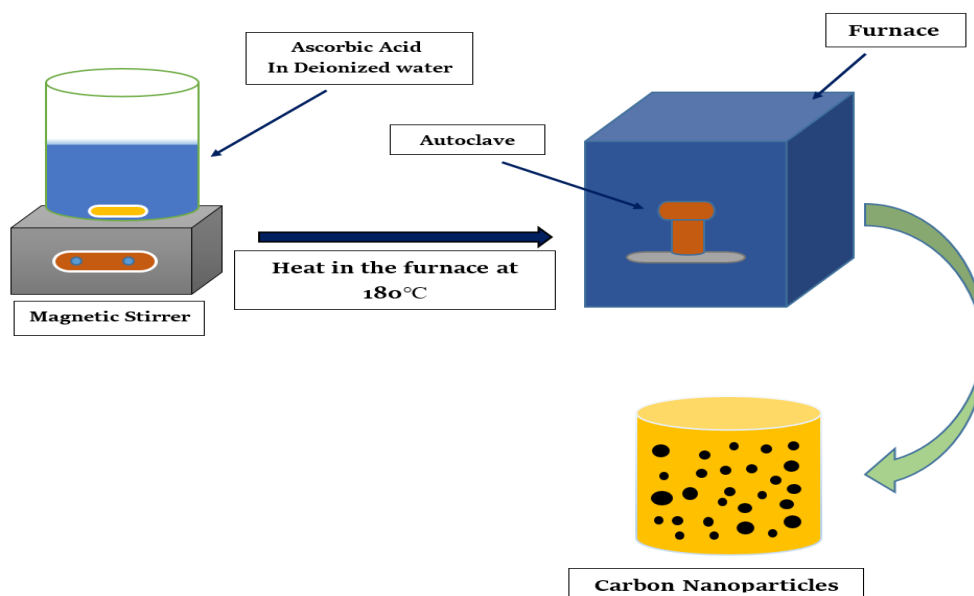 Ascorbic Acid
In Deionized water
Furnace
Autoclave
Heat in the furnace at
180°C
Magnetic Stirrer
Carbon Nanoparticles